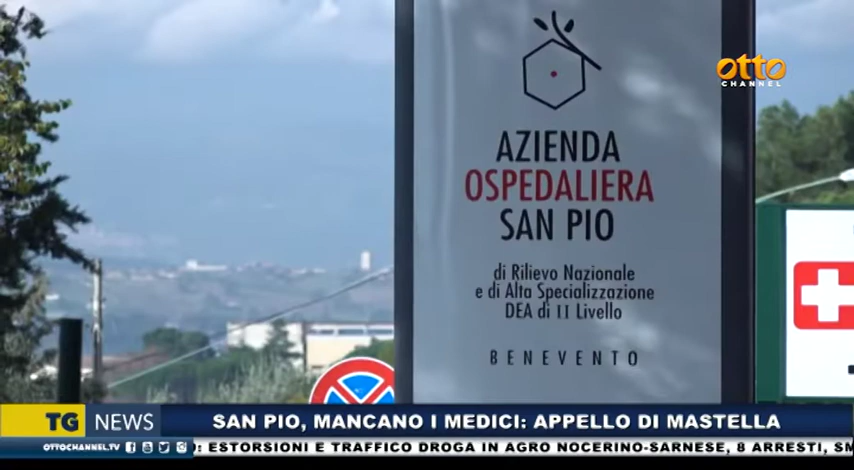 otto
CHANNEL
AZIENDA
OSPEDALIERA
SAN PIO
di Rilievo Nazionale
e di Alta Specializzazione
DEA di II Livello
BENEVENTO
TG NEWS
SAN PIO, MANCANO I MEDICI: APPELLO DI MASTELLA
OTTOCHANNEL.TV
O: ESTORSIONI E TRAFFICO DROGA IN AGRO NOCERINO-SARNESE, 8 ARRESTI, SM